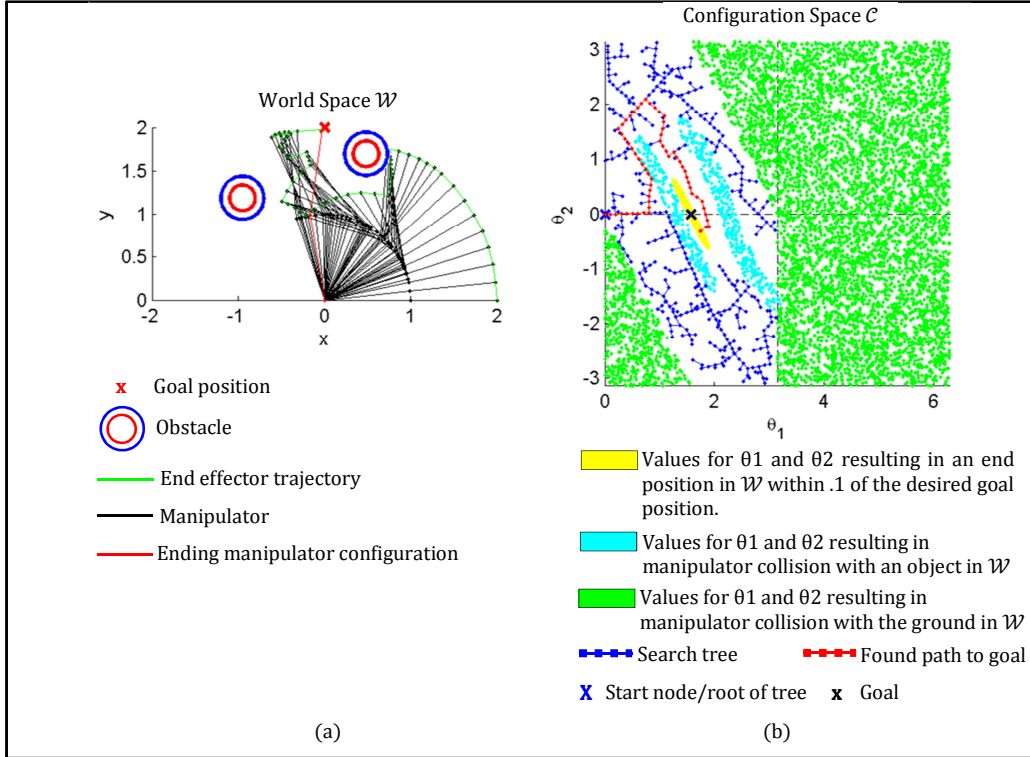 World Space 𝒲
2
1.5
1
0.5
0
y
-2
-1
0
1
2
x
x Goal position
Obstacle
End effector trajectory
Manipulator
Ending manipulator configuration
(a)
Configuration Space 𝒞
3
2
1
0
-1
-2
-3
θ2
0
2
4
6
θ1
Values for θ1 and θ2 resulting in an end
position in 𝒲 within .1 of the desired goal
position.
Values for θ1 and θ2 resulting in
manipulator collision with an object in 𝒲
Values for θ1 and θ2 resulting in
manipulator collision with the ground in 𝒲
Search tree
Found path to goal
X Start node/root of tree
x Goal
(b)